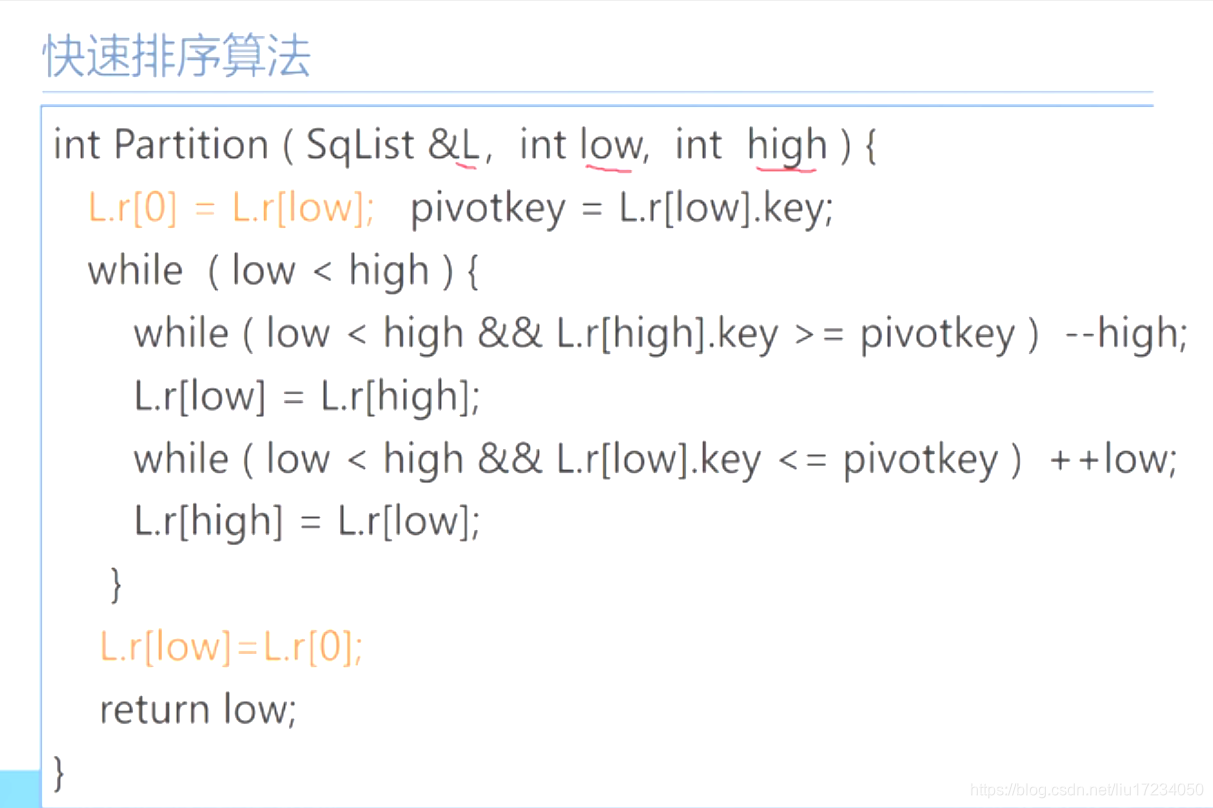 快速排序算法
int Partition ( SqList &L, int low, int high ) {
L.r[0] = L.r[low]; pivotkey = L.r[low].key;
while ( low < high ) {
while ( low < high && L.r[high].key >= pivotkey ) --high;
L.r[low] = L.r[high];
while ( low < high && L.r[low].key <= pivotkey ) ++low;
L.r[high] = L.r[low];
}
L.r[low]=L.r[0];
return low;
}
https://blog.csdn.net/liu17234050